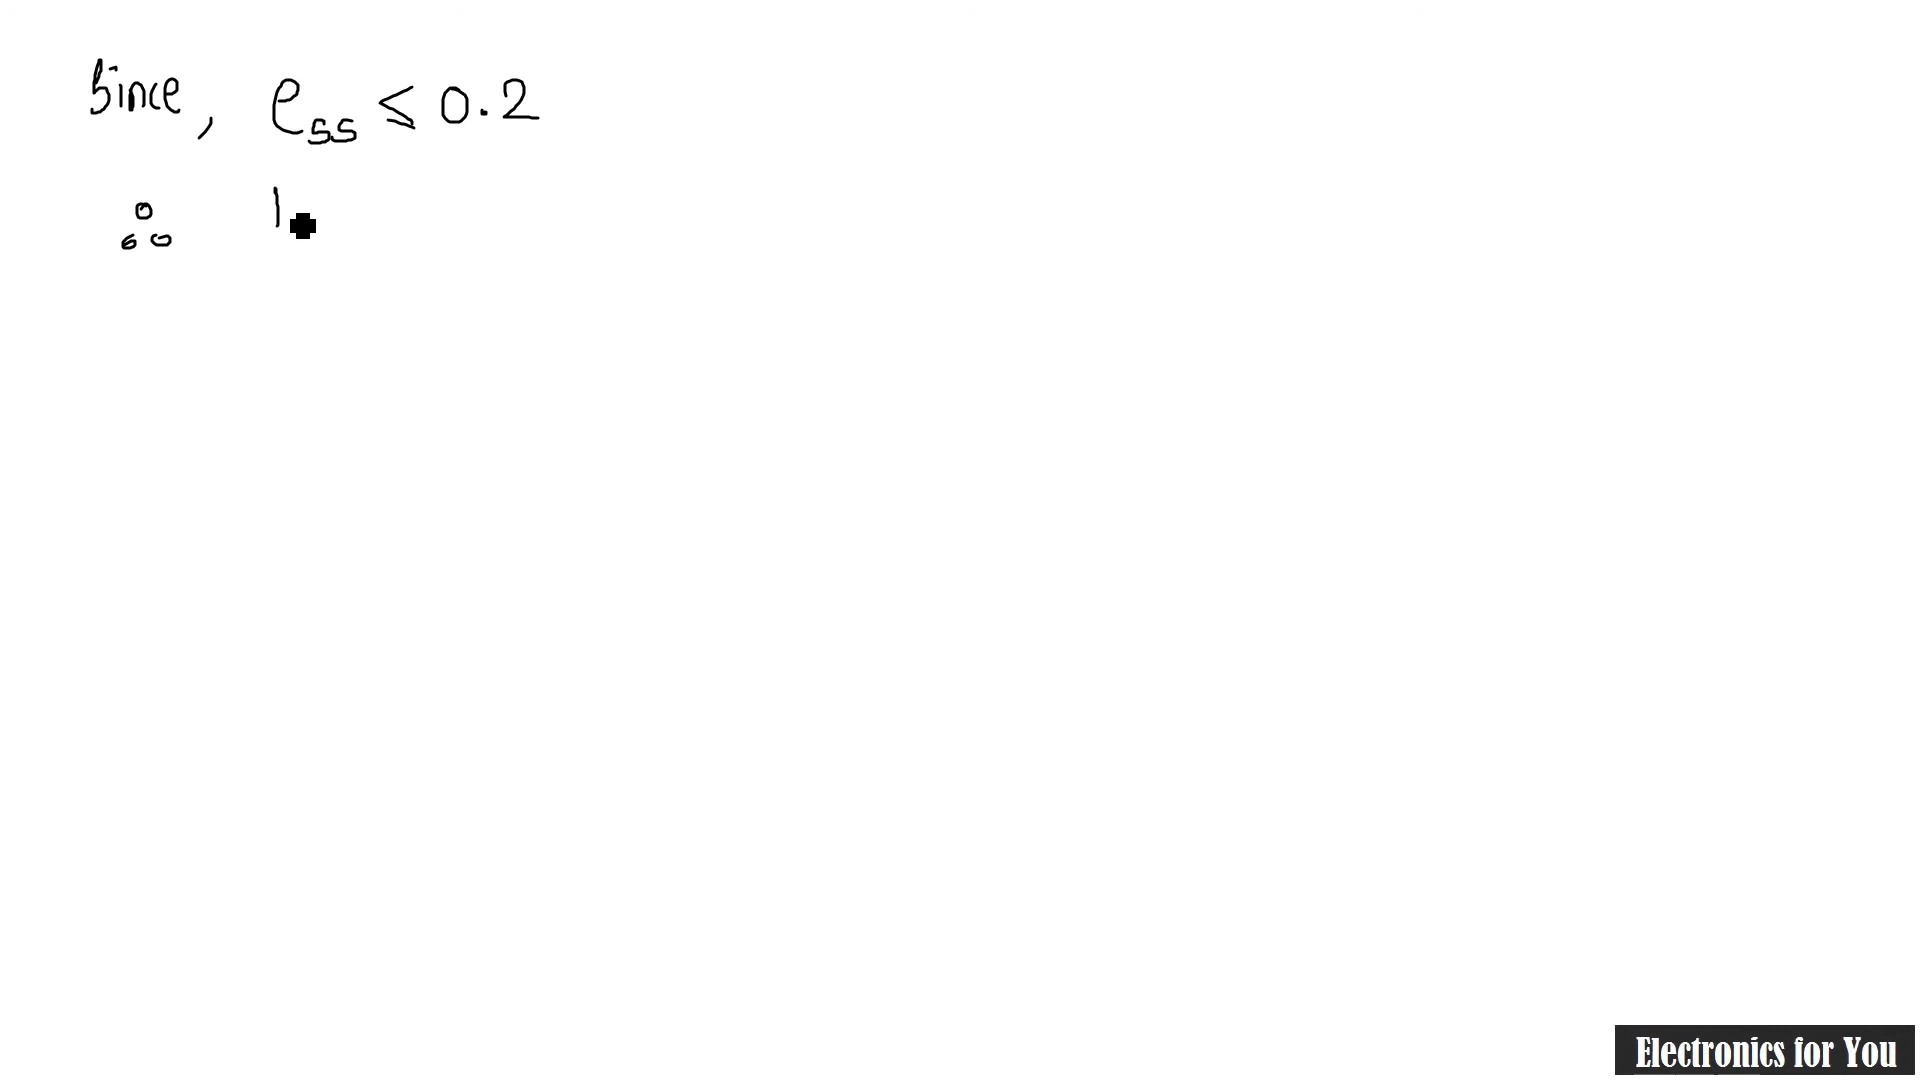 Since, e_ss ≤ 0.2
∴ 1
Electronics for You